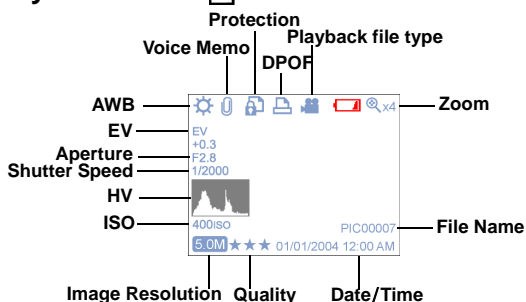 Protection
Voice Memo
Playback file type
DPOF
AWB
x4
Zoom
EV
EV
+0.3
Aperture
F2.8
Shutter Speed
1/2000
HV
ISO
400ISO
PIC00007
File Name
5.0M ★★★ 01/01/2004 12:00 AM
Image Resolution
Quality
Date/Time